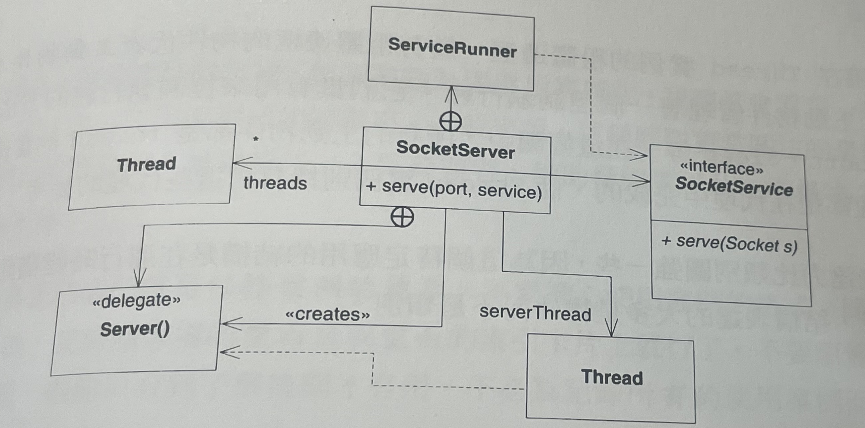 ServiceRunner
Thread
*
threads
SocketServer
+ serve(port, service)
«interface»
SocketService
+ serve(Socket s)
«delegate»
Server()
«creates»
serverThread
Thread